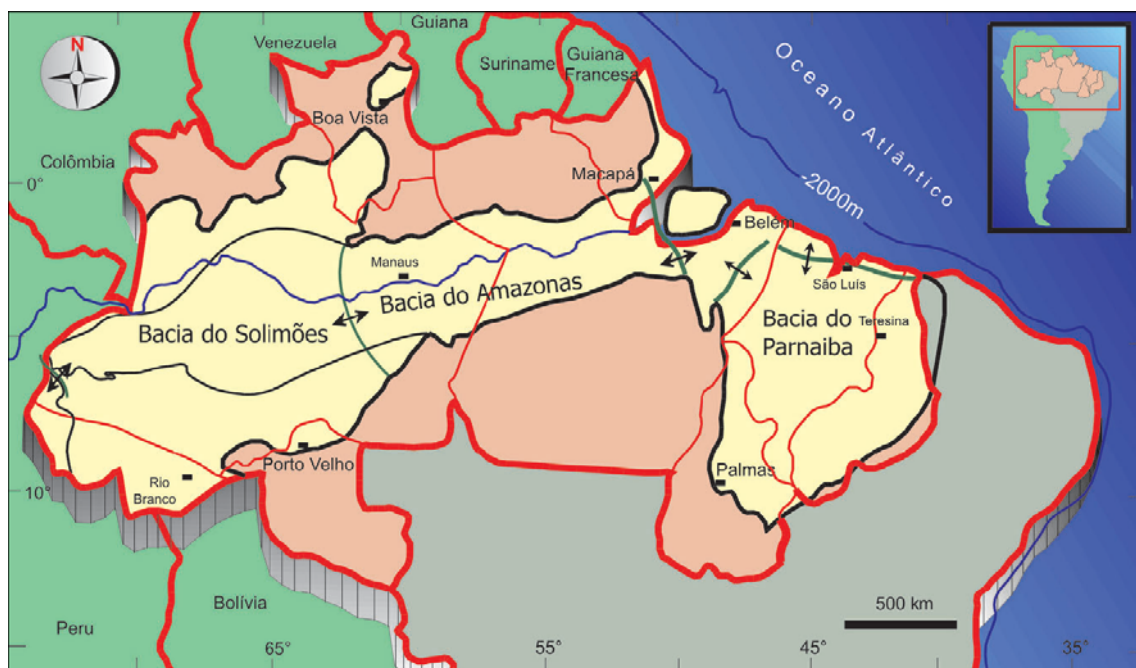 N
Venezuela
Guiana
Suriname
Guiana
Francesa
Oceano Atlântico
-2000m
Colômbia
Boa Vista
0°
Macapá
Belém
Manaus
São Luís
Bacia do Solimões
Bacia do Amazonas
Bacia do
Parnaiba
Teresina
Porto Velho
Rio
Branco
Palmas
10°
Peru
Bolívia
500 km
65°
55°
45°
35°